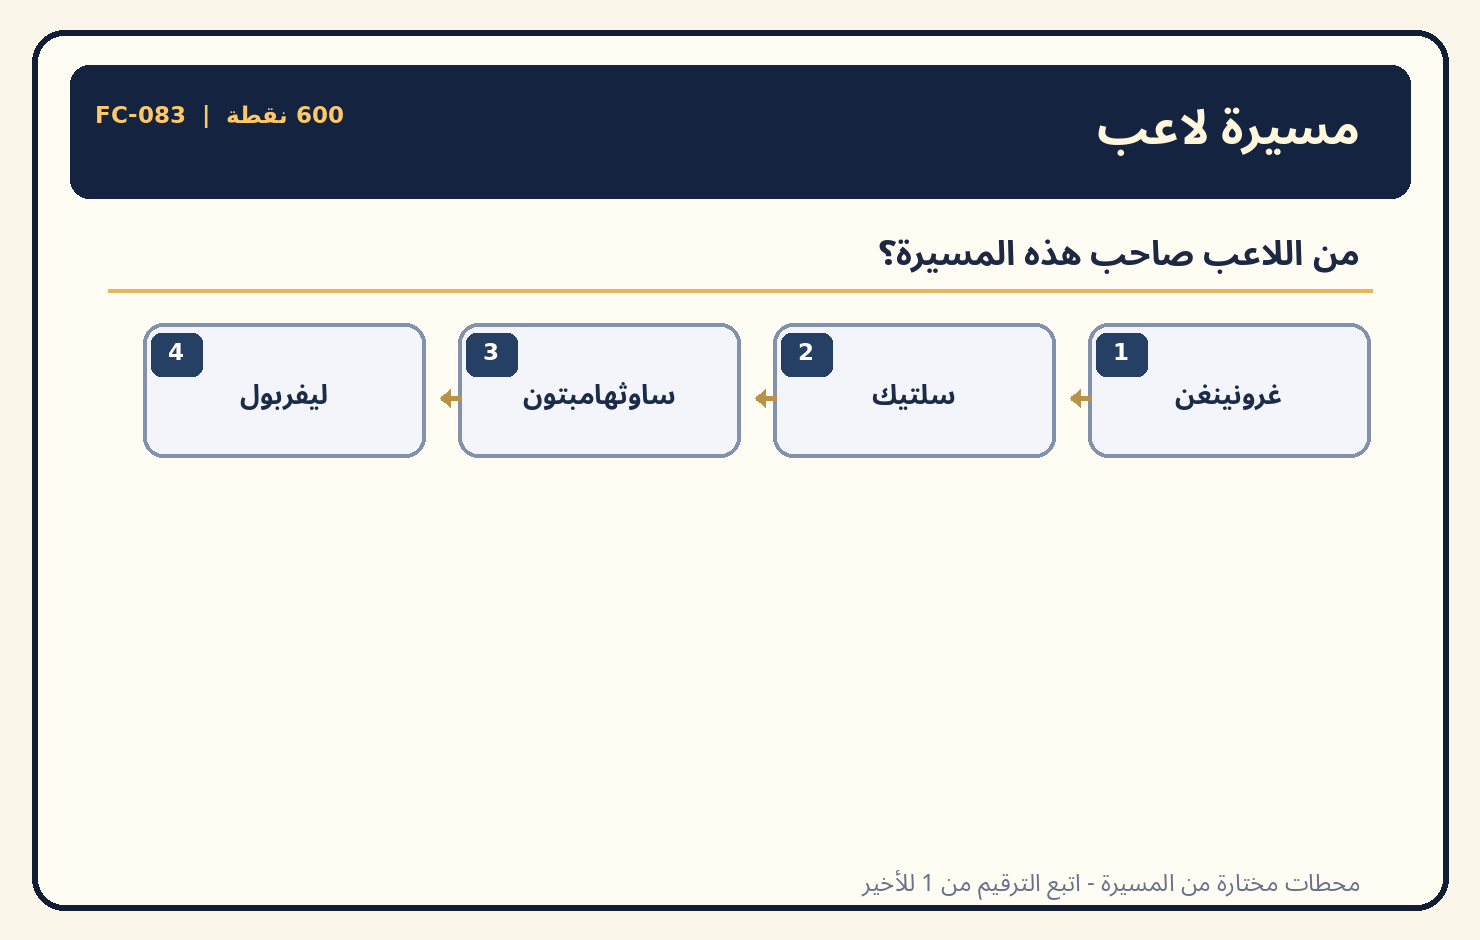 مسيرة لاعب
600 نقطة | FC-083
من اللاعب صاحب هذه المسيرة؟
1
غرونينغن
2
سلتيك
3
ساوثهامبتون
4
ليفربول
محطات مختارة من المسيرة - اتبع الترقيم من 1 للأخير